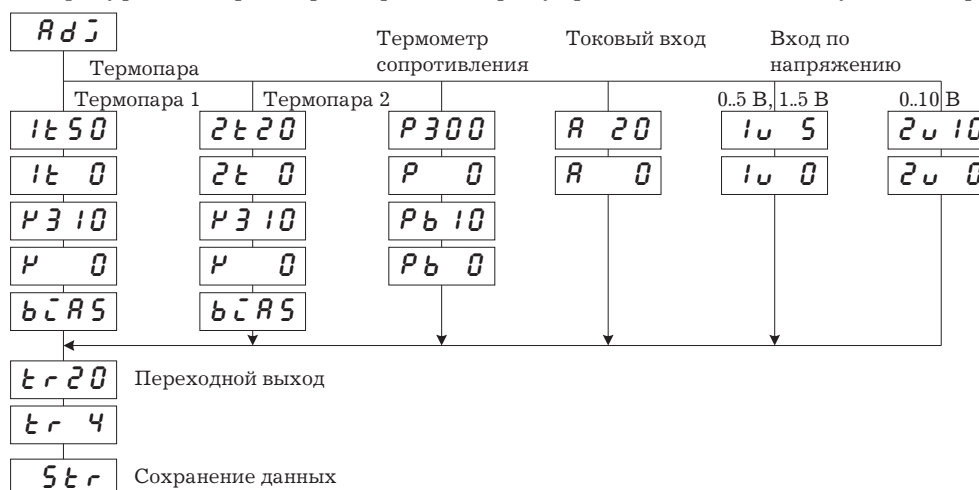 Adj
Термометр
сопротивления
Токовый вход
Вход по
напряжению
Термопара
Термопара 1
Термопара 2
0..5 В, 1..5 В
0..10 В
1t50 2t20 P300 A 20 1u 5 2u 10
1t 0 2t 0 P 0 A 0 1u 0 2u 0
r310 r310 Pb10
r 0 r 0 Pb 0
biAS biAS
tr20 Переходной выход
tr 4
Str Сохранение данных